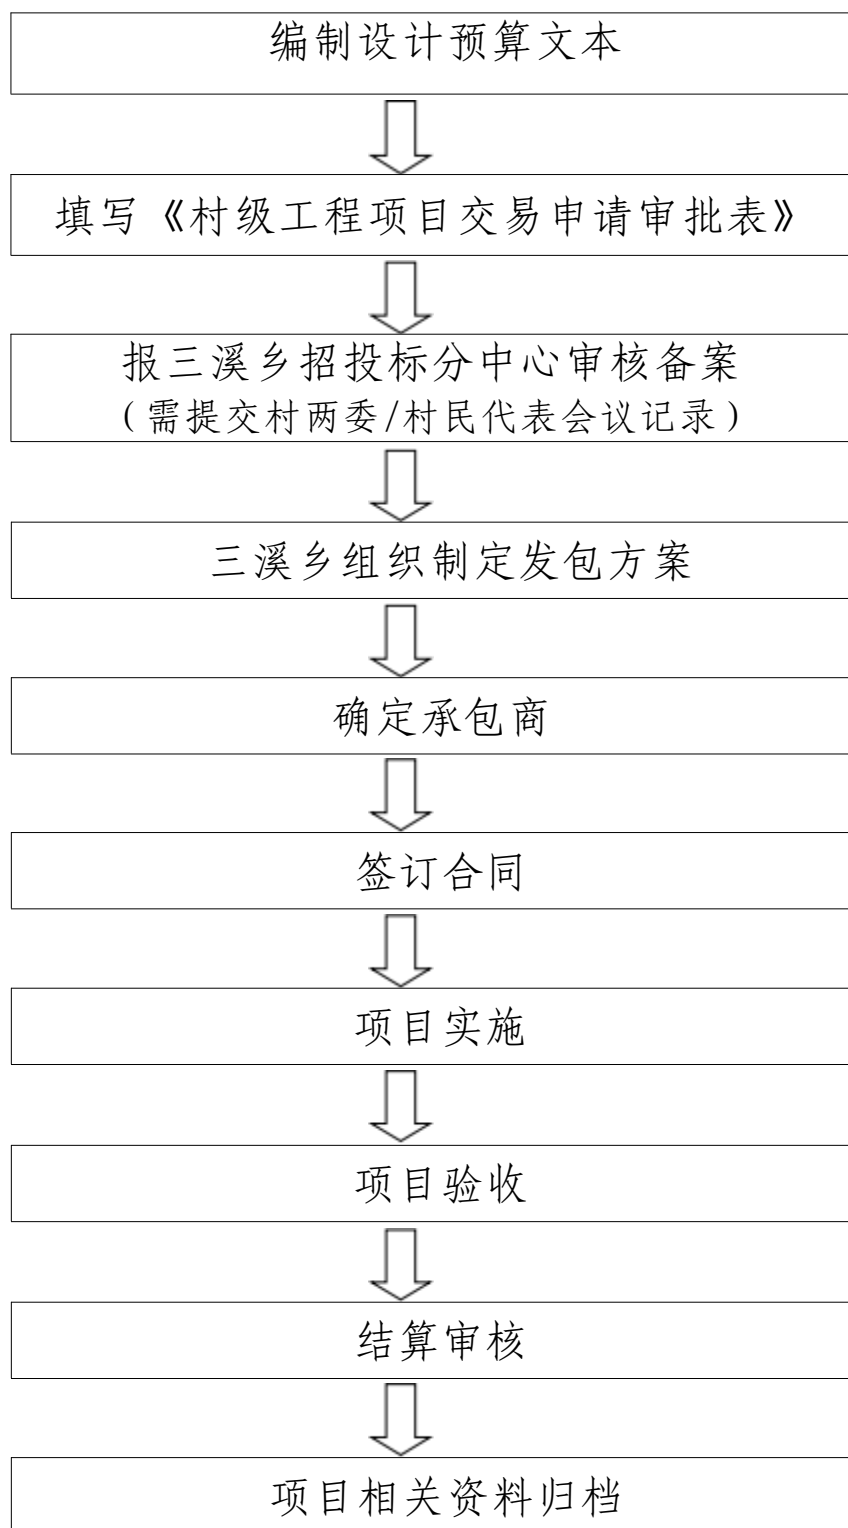 编制设计预算文本
填写《村级工程项目交易申请审批表》
报三溪乡招投标分中心审核备案
(需提交村两委/村民代表会议记录)
三溪乡组织制定发包方案
确定承包商
签订合同
项目实施
项目验收
结算审核
项目相关资料归档